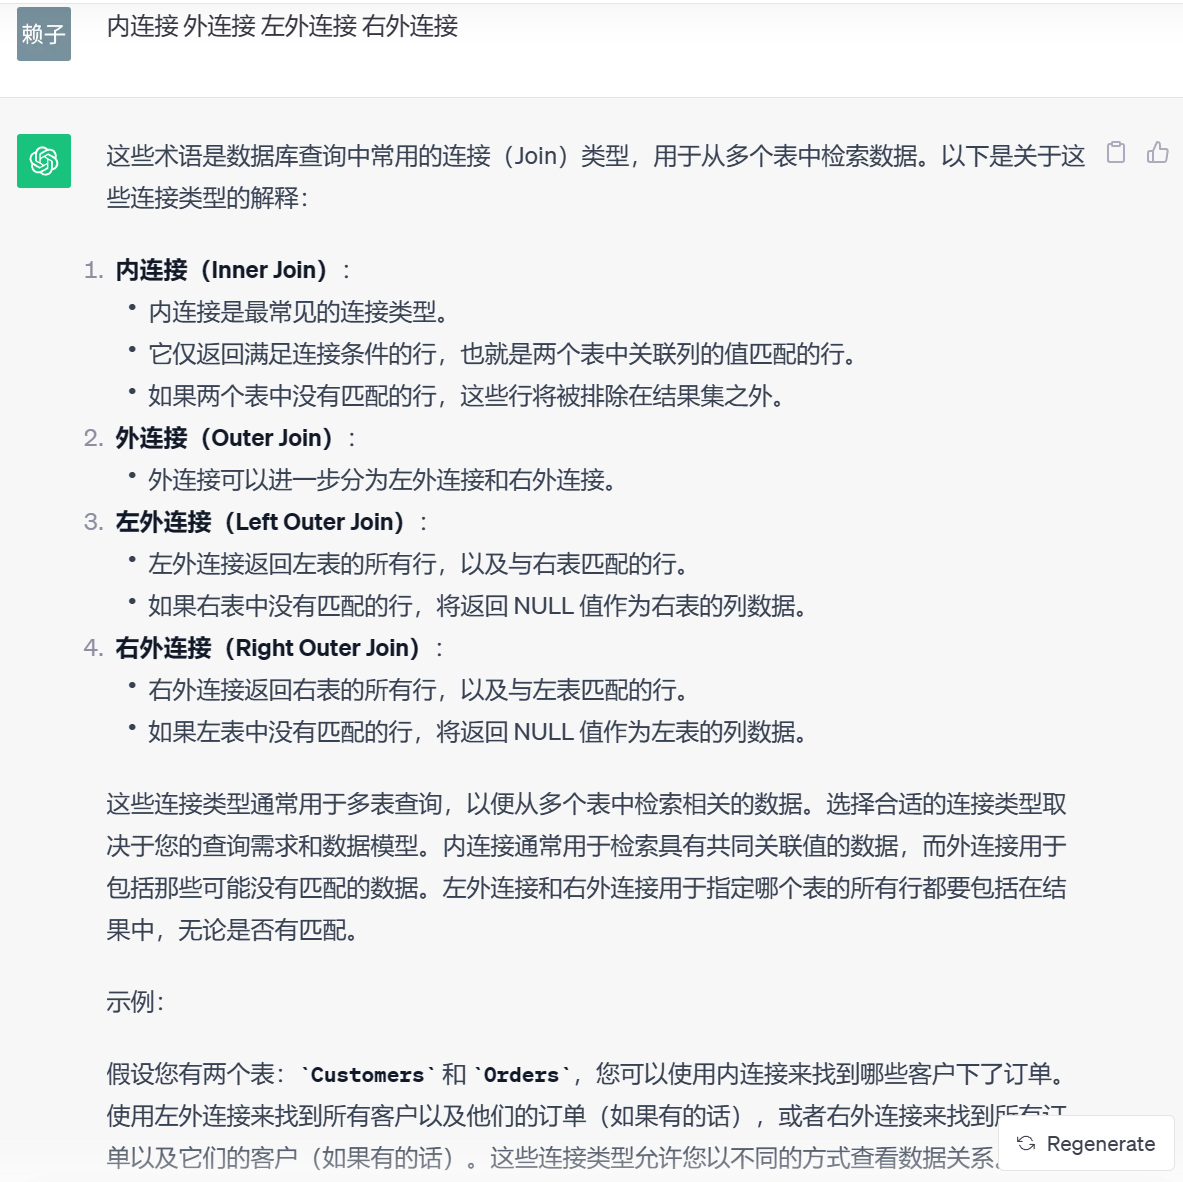 赖子
内连接 外连接 左外连接 右外连接
这些术语是数据库查询中常用的连接（Join）类型，用于从多个表中检索数据。以下是关于这
些连接类型的解释：
1. 内连接（Inner Join）：
• 内连接是最常见的连接类型。
• 它仅返回满足连接条件的行，也就是两个表中关联列的值匹配的行。
• 如果两个表中没有匹配的行，这些行将被排除在结果集之外。
2. 外连接（Outer Join）：
• 外连接可以进一步分为左外连接和右外连接。
3. 左外连接（Left Outer Join）：
• 左外连接返回左表的所有行，以及与右表匹配的行。
• 如果右表中没有匹配的行，将返回 NULL 值作为右表的列数据。
4. 右外连接（Right Outer Join）：
• 右外连接返回右表的所有行，以及与左表匹配的行。
• 如果左表中没有匹配的行，将返回 NULL 值作为左表的列数据。
这些连接类型通常用于多表查询，以便从多个表中检索相关的数据。选择合适的连接类型取
决于您的查询需求和数据模型。内连接通常用于检索具有共同关联值的数据，而外连接用于
包括那些可能没有匹配的数据。左外连接和右外连接用于指定哪个表的所有行都要包括在结
果中，无论是否有匹配。
示例：
假设您有两个表：`Customers` 和 `Orders`，您可以使用内连接来找到哪些客户下了订单。
使用左外连接来找到所有客户以及他们的订单（如果有的话），或者右外连接来找到所有订
单以及它们的客户（如果有的话）。这些连接类型允许您以不同的方式查看数据关系。
Regenerate